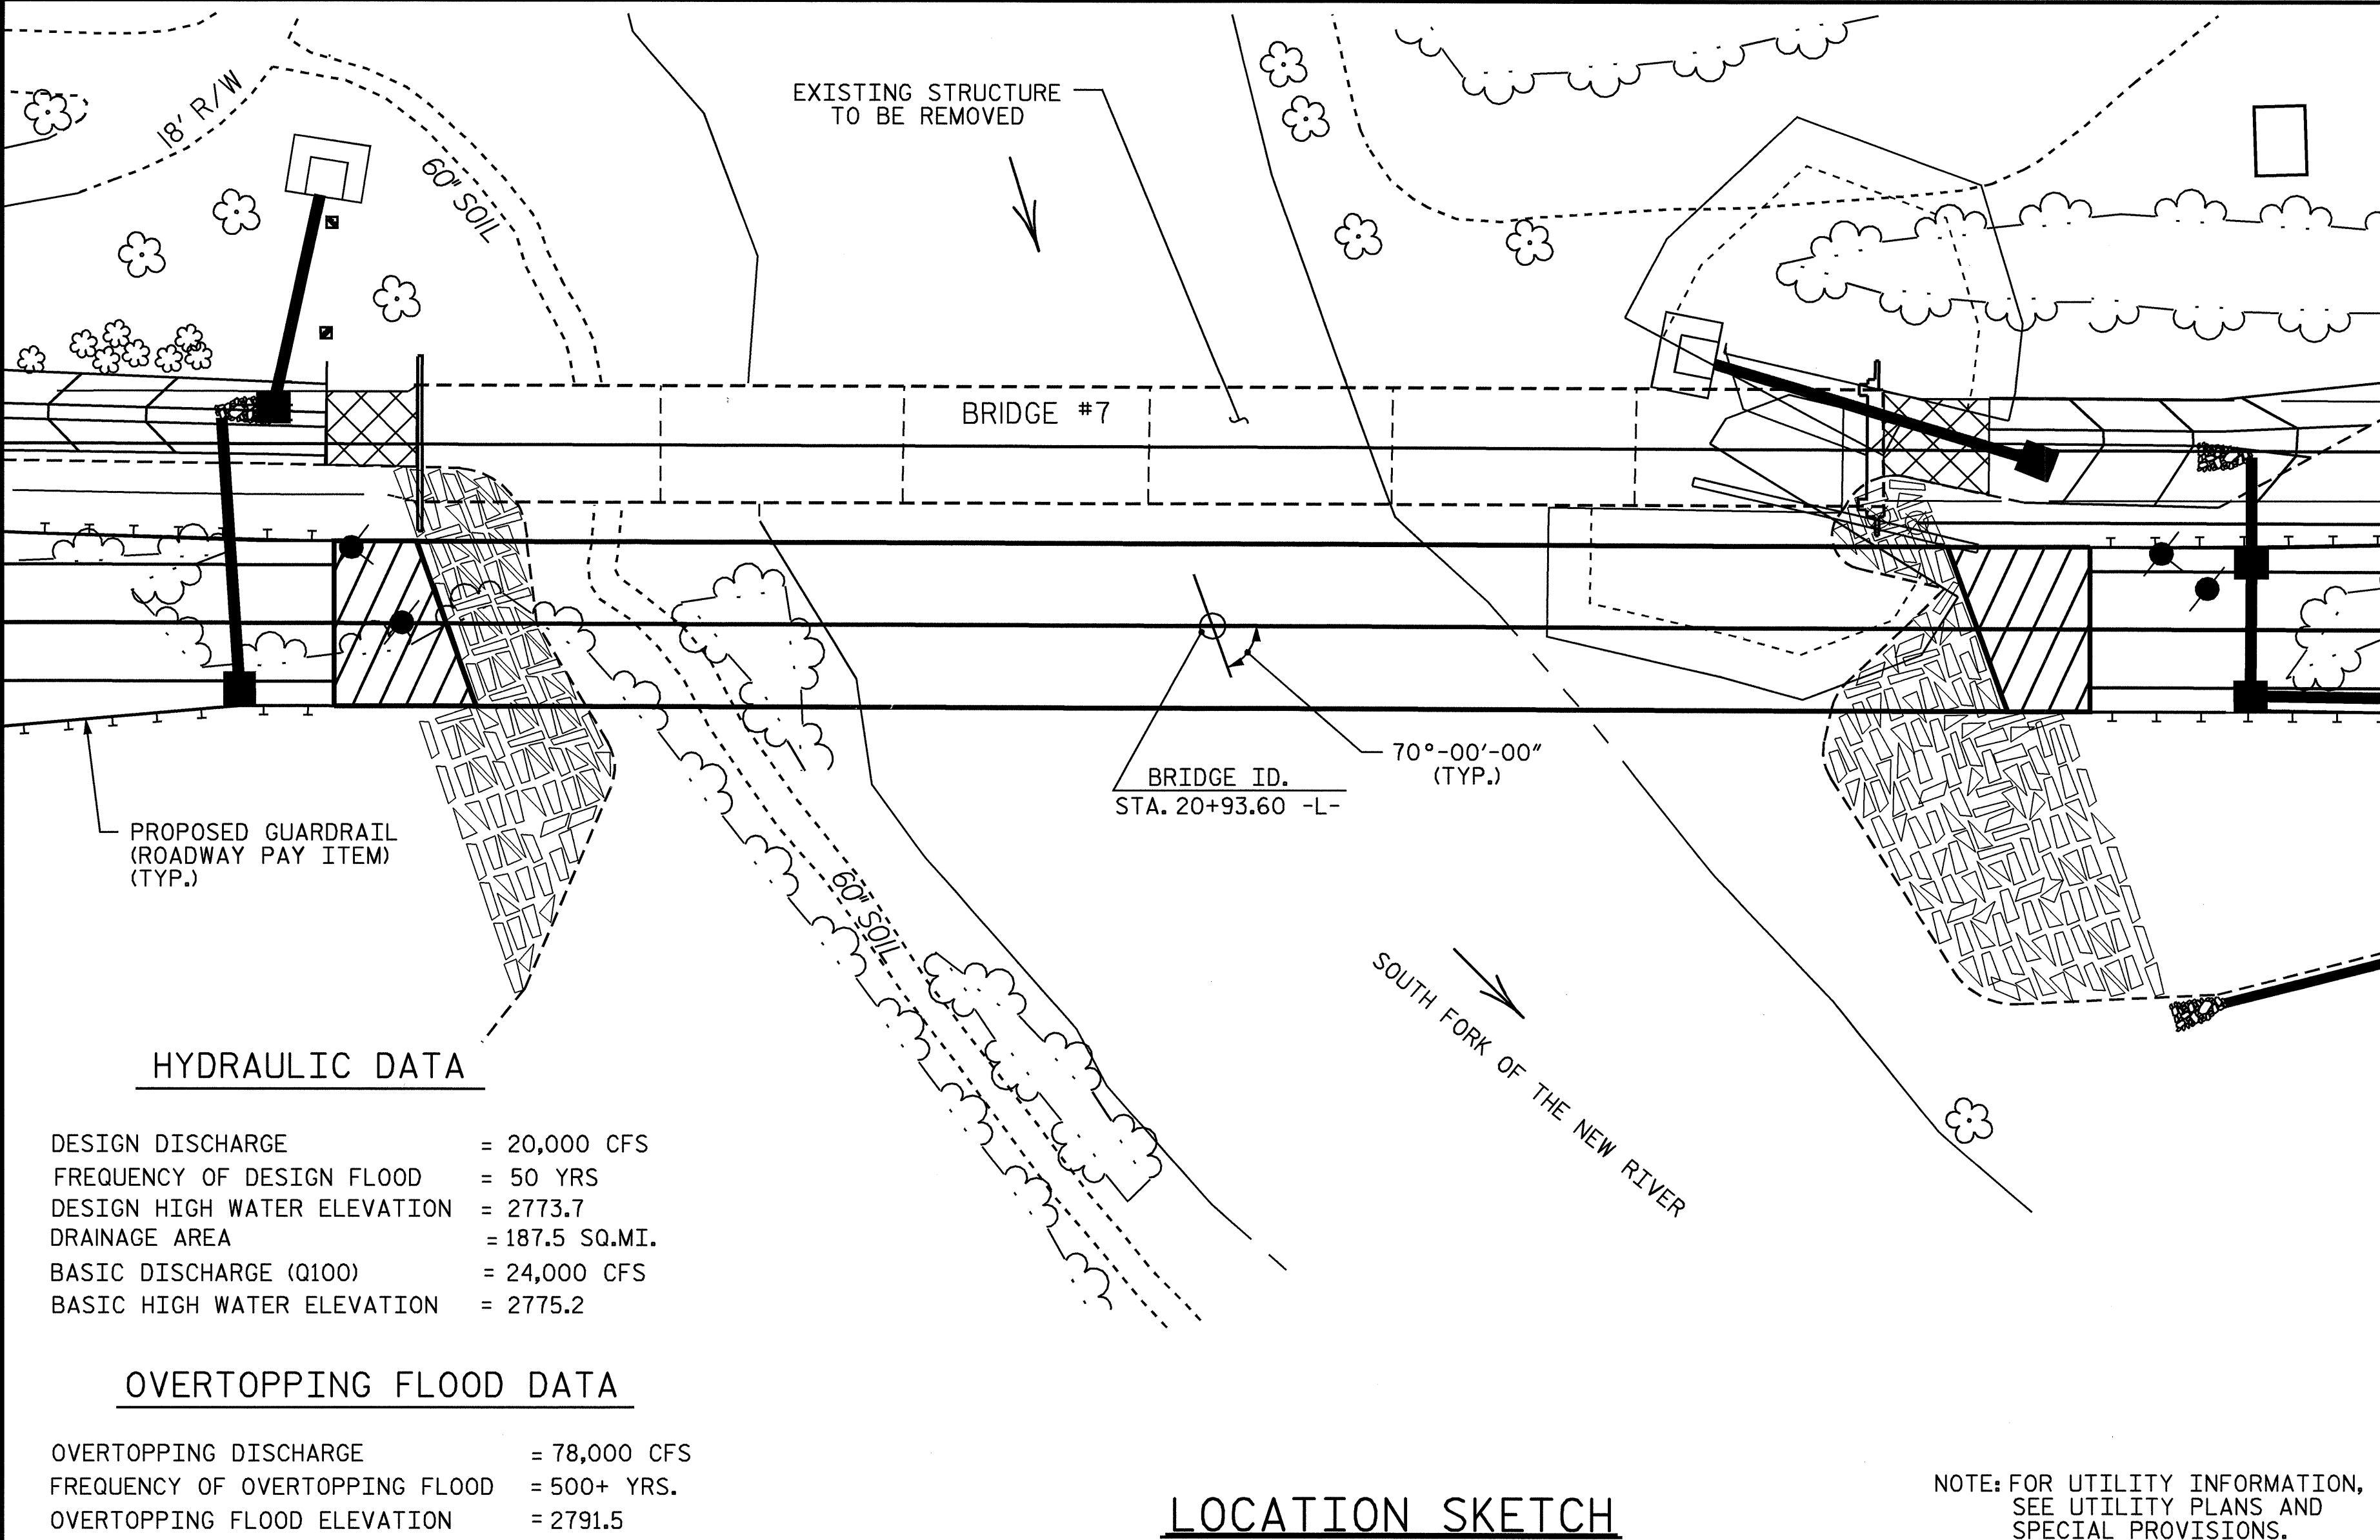 18' R/W
60" SOIL
EXISTING STRUCTURE
TO BE REMOVED
BRIDGE #7
70°-00'-00"
(TYP.)
BRIDGE ID.
STA. 20+93.60 -L-
PROPOSED GUARDRAIL
(ROADWAY PAY ITEM)
(TYP.)
60" SOIL
SOUTH FORK OF THE NEW RIVER
HYDRAULIC DATA
DESIGN DISCHARGE = 20,000 CFS
FREQUENCY OF DESIGN FLOOD = 50 YRS
DESIGN HIGH WATER ELEVATION = 2773.7
DRAINAGE AREA = 187.5 SQ.MI.
BASIC DISCHARGE (Q100) = 24,000 CFS
BASIC HIGH WATER ELEVATION = 2775.2
OVERTOPPING FLOOD DATA
OVERTOPPING DISCHARGE = 78,000 CFS
FREQUENCY OF OVERTOPPING FLOOD = 500+ YRS.
OVERTOPPING FLOOD ELEVATION = 2791.5
LOCATION SKETCH
NOTE: FOR UTILITY INFORMATION,
SEE UTILITY PLANS AND
SPECIAL PROVISIONS.